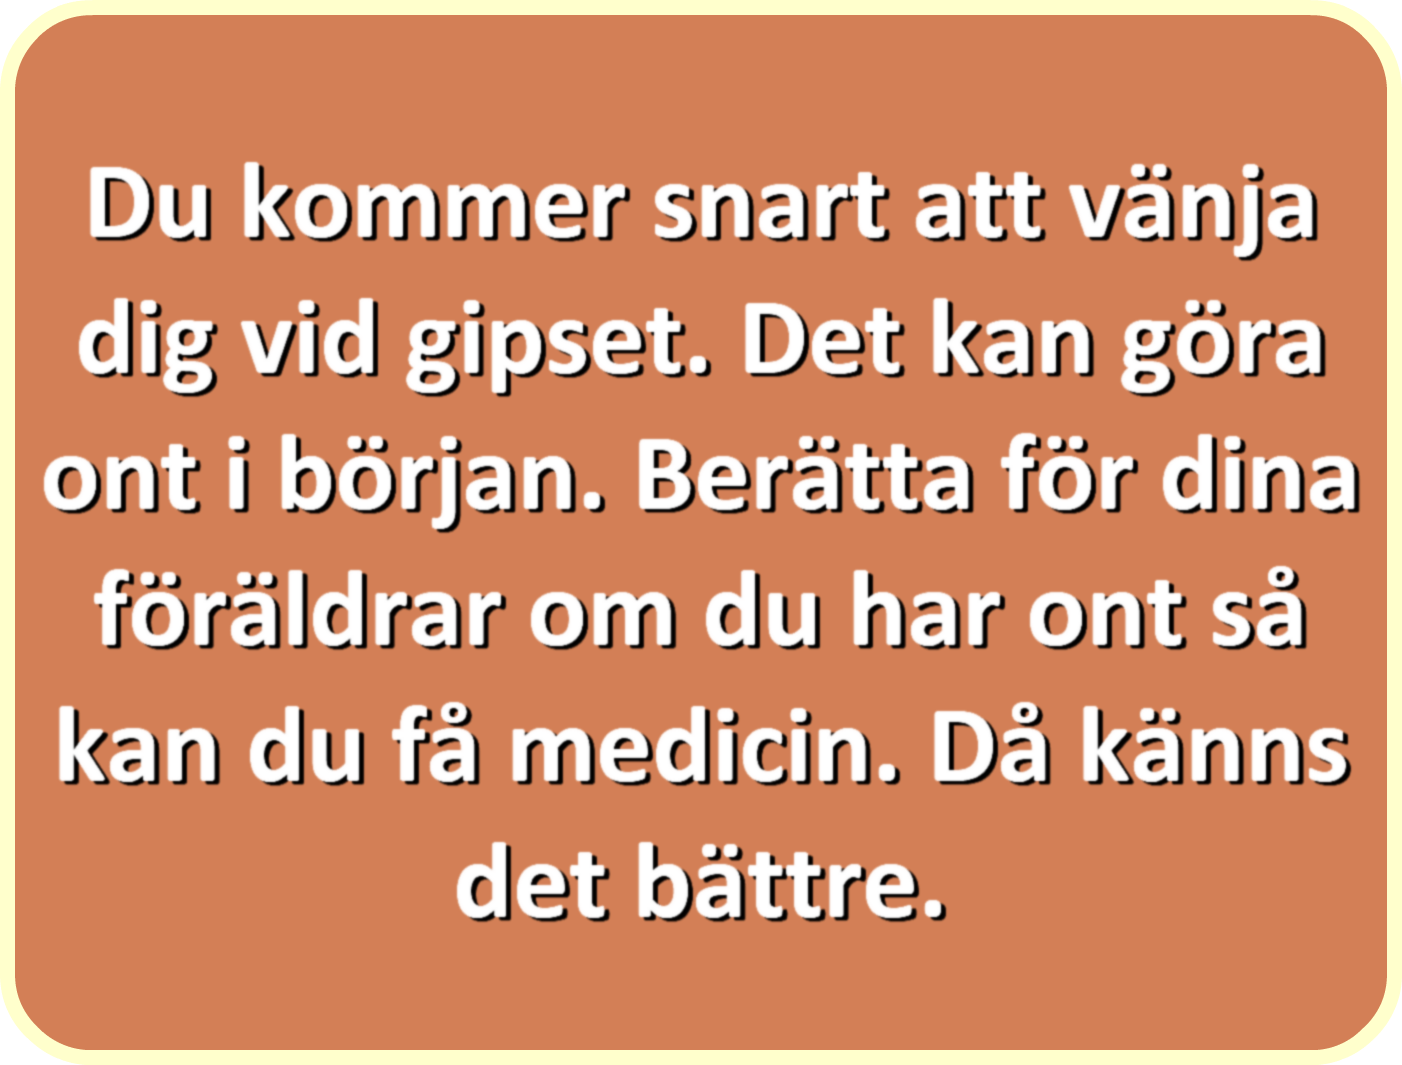 Du kommer snart att vänja
dig vid gipset. Det kan göra
ont i början. Berätta för dina
föräldrar om du har ont så
kan du få medicin. Då känns
det bättre.